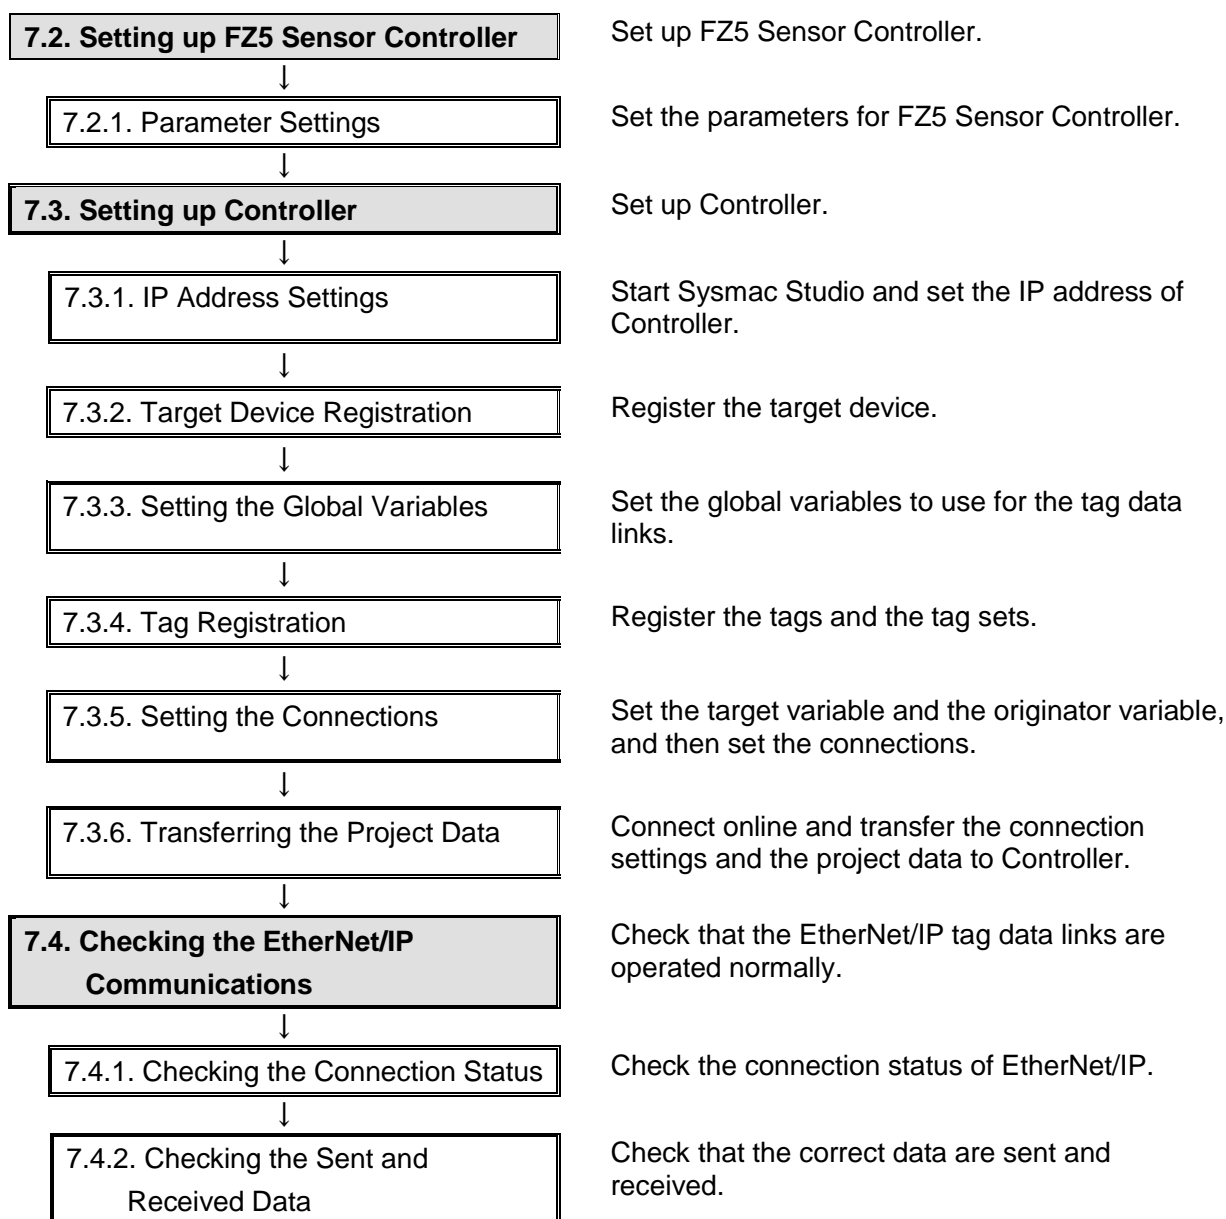 7.2. Setting up FZ5 Sensor Controller
Set up FZ5 Sensor Controller.
↓
7.2.1. Parameter Settings
Set the parameters for FZ5 Sensor Controller.
↓
7.3. Setting up Controller
Set up Controller.
↓
7.3.1. IP Address Settings
Start Sysmac Studio and set the IP address of
Controller.
↓
7.3.2. Target Device Registration
Register the target device.
↓
7.3.3. Setting the Global Variables
Set the global variables to use for the tag data
links.
↓
7.3.4. Tag Registration
Register the tags and the tag sets.
↓
7.3.5. Setting the Connections
Set the target variable and the originator variable,
and then set the connections.
↓
7.3.6. Transferring the Project Data
Connect online and transfer the connection
settings and the project data to Controller.
↓
7.4. Checking the EtherNet/IP
Communications
Check that the EtherNet/IP tag data links are
operated normally.
↓
7.4.1. Checking the Connection Status
Check the connection status of EtherNet/IP.
↓
7.4.2. Checking the Sent and
Received Data
Check that the correct data are sent and
received.